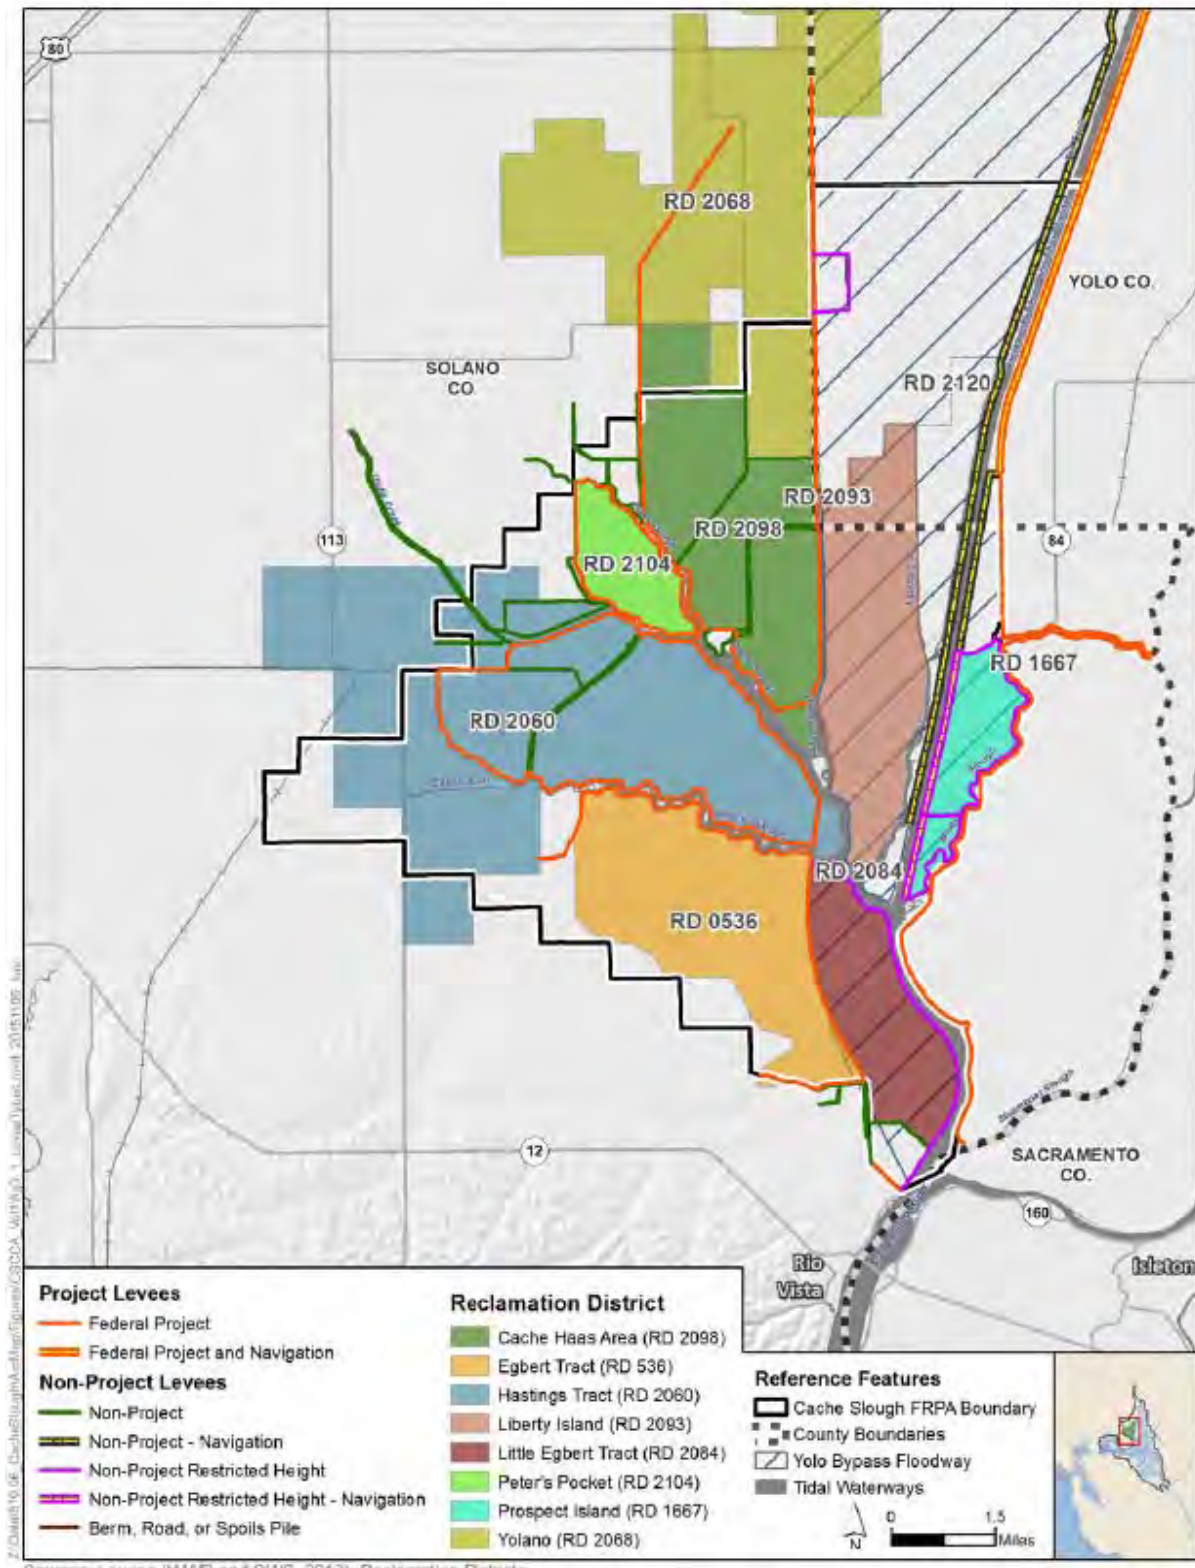 80
RD 2068
YOLO CO.
SOLANO
CO.
RD 2120
RD 2093
113
RD 2098
84
RD 2104
RD 1667
RD 2060
RD 2084
RD 0536
SACRAMENTO
CO.
12
160
Rio
Vista
Isleton
Project Levees
Federal Project
Federal Project and Navigation
Non-Project Levees
Non-Project
Non-Project - Navigation
Non-Project Restricted Height
Non-Project Restricted Height - Navigation
Berm, Road, or Spoils Pile
Reclamation District
Cache Haas Area (RD 2098)
Egbert Tract (RD 536)
Hastings Tract (RD 2060)
Liberty Island (RD 2093)
Little Egbert Tract (RD 2084)
Peter's Pocket (RD 2104)
Prospect Island (RD 1667)
Yolano (RD 2068)
Reference Features
Cache Slough FRPA Boundary
County Boundaries
Yolo Bypass Floodway
Tidal Waterways
N
0 1.5
Miles